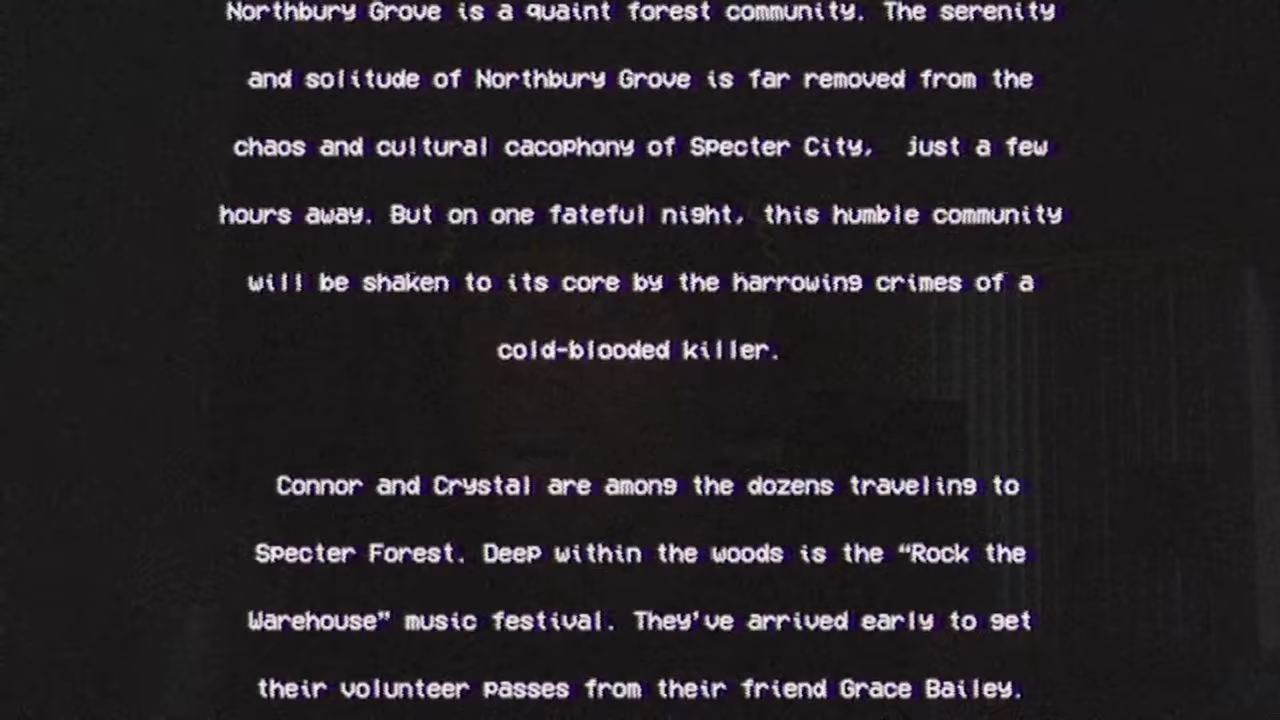 Northbury Grove is a quaint forest community. The serenity
and solitude of Northbury Grove is far removed from the
chaos and cultural cacophony of Specter City, just a few
hours away. But on one fateful night, this humble community
will be shaken to its core by the harrowing crimes of a
cold-blooded killer.
Connor and Crystal are among the dozens traveling to
Specter Forest. Deep within the woods is the “Rock the
Warehouse” music festival. They’ve arrived early to get
their volunteer passes from their friend Grace Bailey.